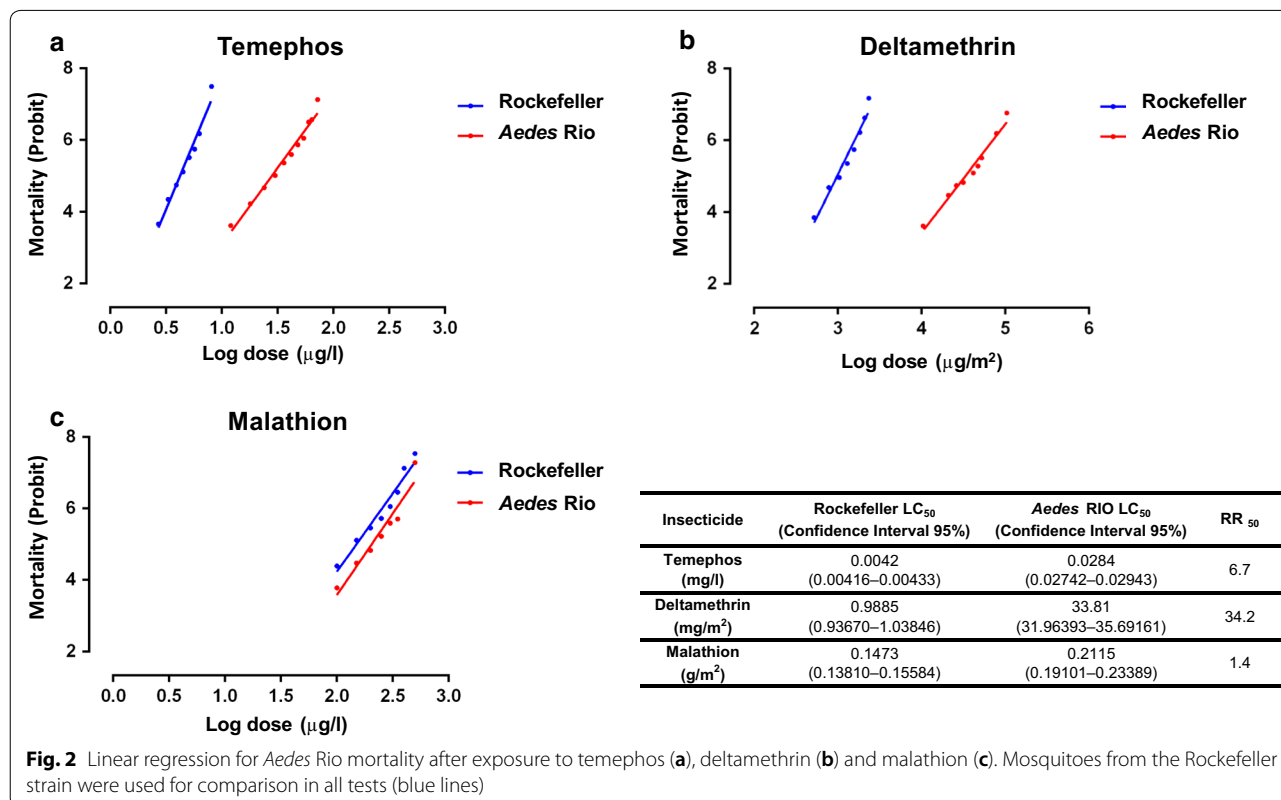 a
Temephos
8
6
4
2
Mortality (Probit)
0.0 0.5 1.0 1.5 2.0 2.5 3.0
Log dose (μg/l)
Rockefeller
Aedes Rio
b
Deltamethrin
8
6
4
2
Mortality (Probit)
2 3 4 5 6
Log dose (μg/m²)
Rockefeller
Aedes Rio
c
Malathion
8
6
4
2
Mortality (Probit)
0.0 0.5 1.0 1.5 2.0 2.5 3.0
Log dose (μg/l)
Rockefeller
Aedes Rio
Insecticide Rockefeller LC₅₀ (Confidence Interval 95%) Aedes RIO LC₅₀ (Confidence Interval 95%) RR ₅₀
Temephos (mg/l) 0.0042 (0.00416–0.00433) 0.0284 (0.02742–0.02943) 6.7
Deltamethrin (mg/m²) 0.9885 (0.93670–1.03846) 33.81 (31.96393–35.69161) 34.2
Malathion (g/m²) 0.1473 (0.13810–0.15584) 0.2115 (0.19101–0.23389) 1.4
Fig. 2 Linear regression for Aedes Rio mortality after exposure to temephos (a), deltamethrin (b) and malathion (c). Mosquitoes from the Rockefeller
strain were used for comparison in all tests (blue lines)